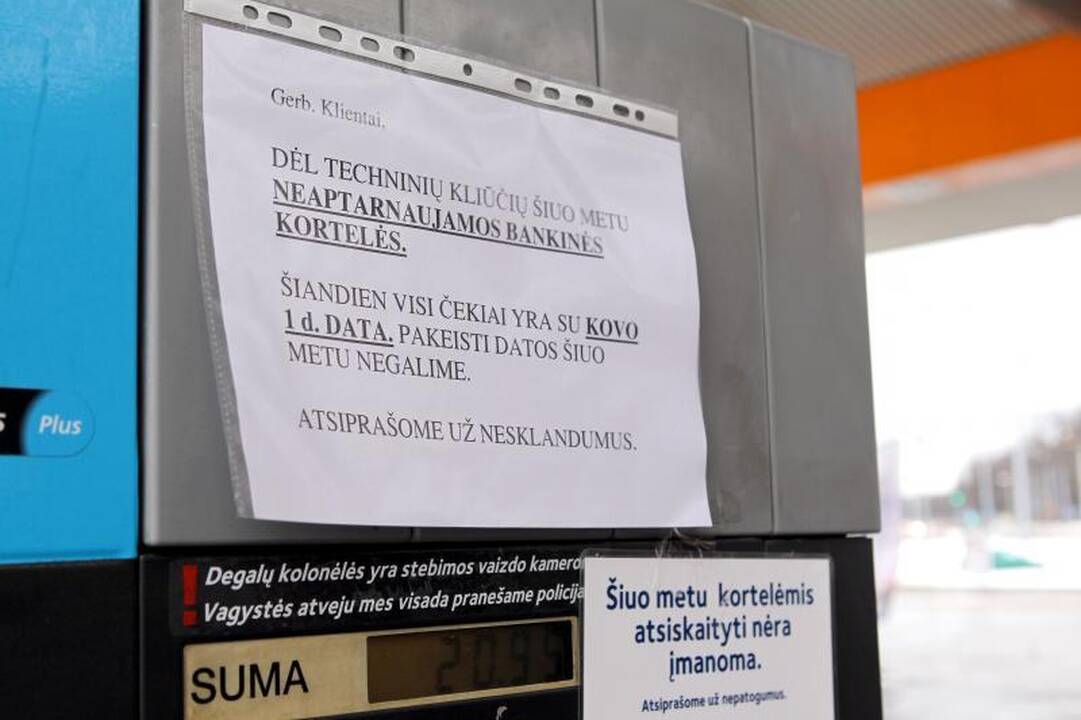 Gerb. Klientai,
DĖL TECHNINIŲ KLIŪČIŲ ŠIUO METU
NEAPTARNAUJAMOS BANKINĖS
KORTELĖS.
ŠIANDIEN VISI ČEKIAI YRA SU KOVO
1 d. DATA. PAKEISTI DATOS ŠIUO
METU NEGALIME.
ATSIPRAŠOME UŽ NESKLANDUMUS.
Plus
! Degalų kolonėlės yra stebimos vaizdo
Vagystės atveju mes visada pranešame
SUMA 20.95
Šiuo metu kortelėmis
atsiskaityti nėra
įmanoma.
Atsiprašome už nepatogumus.